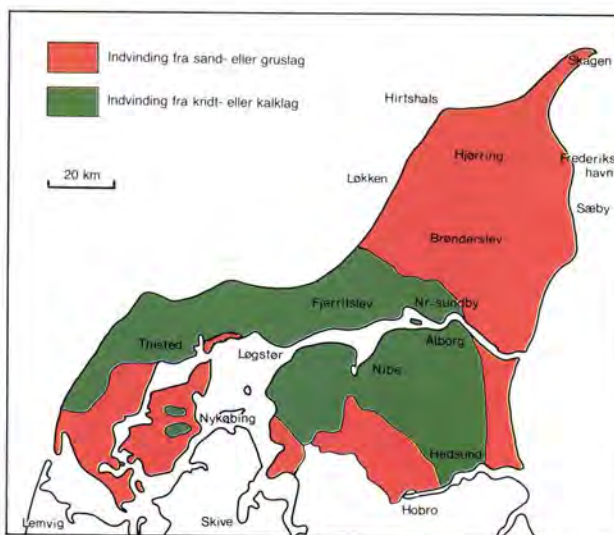 Indvinding fra sand- eller gruslag
Indvinding fra kridt- eller kalklag
20 km
Skagen
Hirtshals
Hjørring
Frederiks
havn
Løkken
Sæby
Brønderslev
Fjerritslev
Nr-sundby
Thisted
Løgstør
Ålborg
Nibe
Nykøbing
Hadsund
Hobro
Lemvig
Skive